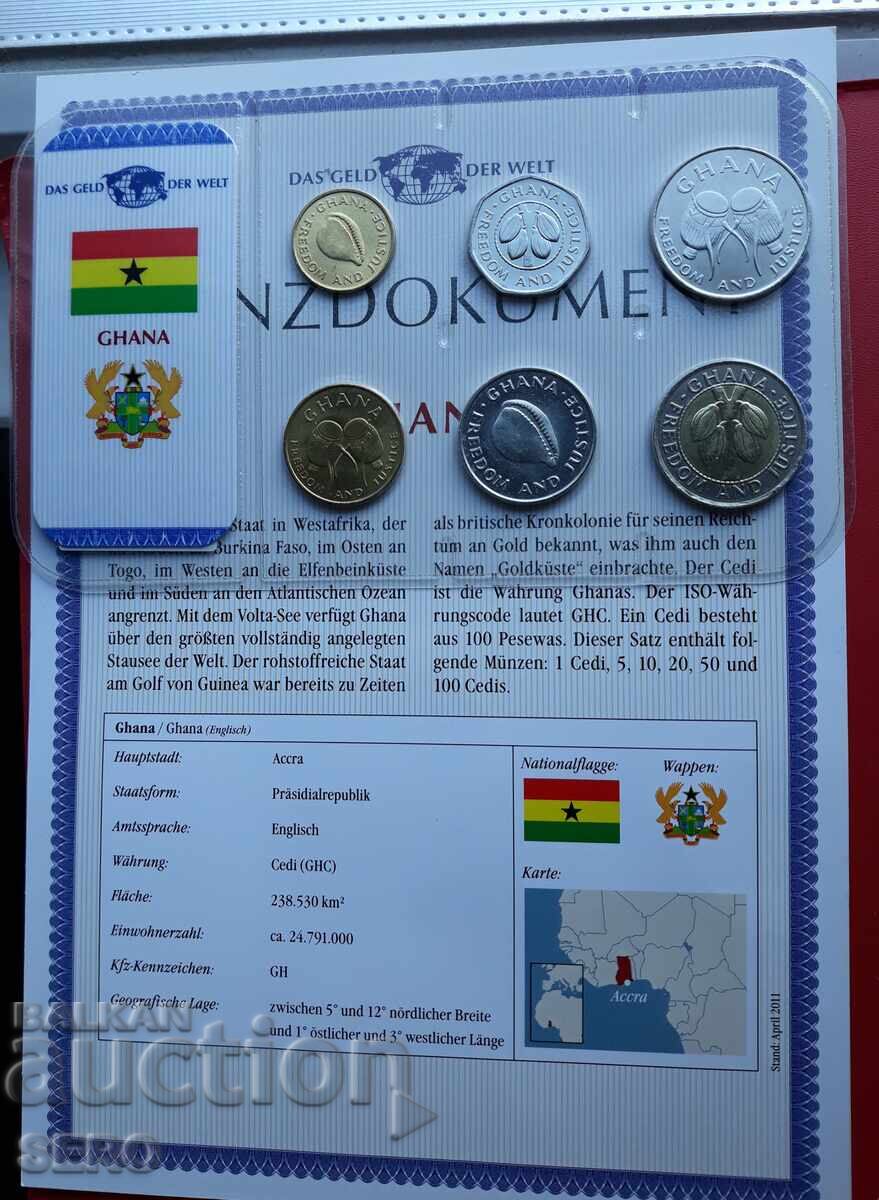 DAS GELD DER WELT
GHANA
DAS GELD DER WELT
NZDOKUMEN
HAN
GHANA
FREEDOM AND JUSTICE
GHANA
FREEDOM AND JUSTICE
GHANA
FREEDOM AND JUSTICE
GHANA
FREEDOM AND JUSTICE
GHANA
FREEDOM AND JUSTICE
GHANA
FREEDOM AND JUSTICE
Staat in Westafrika, der
Burkina Faso, im Osten an
Togo, im Westen an die Elfenbeinküste
und im Süden an den Atlantischen Ozean
angrenzt. Mit dem Volta-See verfügt Ghana
über den größten vollständig angelegten
Stausee der Welt. Der rohstoffreiche Staat
am Golf von Guinea war bereits zu Zeiten
als britische Kronkolonie für seinen Reich-
tum an Gold bekannt, was ihm auch den
Namen „Goldküste“ einbrachte. Der Cedi
ist die Währung Ghanas. Der ISO-Wäh-
rungscode lautet GHC. Ein Cedi besteht
aus 100 Pesewas. Dieser Satz enthält fol-
gende Münzen: 1 Cedi, 5, 10, 20, 50 und
100 Cedis.
Ghana / Ghana (Englisch)
Hauptstadt: Accra
Staatsform: Präsidialrepublik
Amtssprache: Englisch
Währung: Cedi (GHC)
Fläche: 238.530 km²
Einwohnerzahl: ca. 24.791.000
Kfz-Kennzeichen: GH
Geografische Lage: zwischen 5° und 12° nördlicher Breite
und 1° östlicher und 3° westlicher Länge
Nationalflagge: Wappen:
Karte:
Accra
Stand: April 2011
BALKAN
auction
SERO